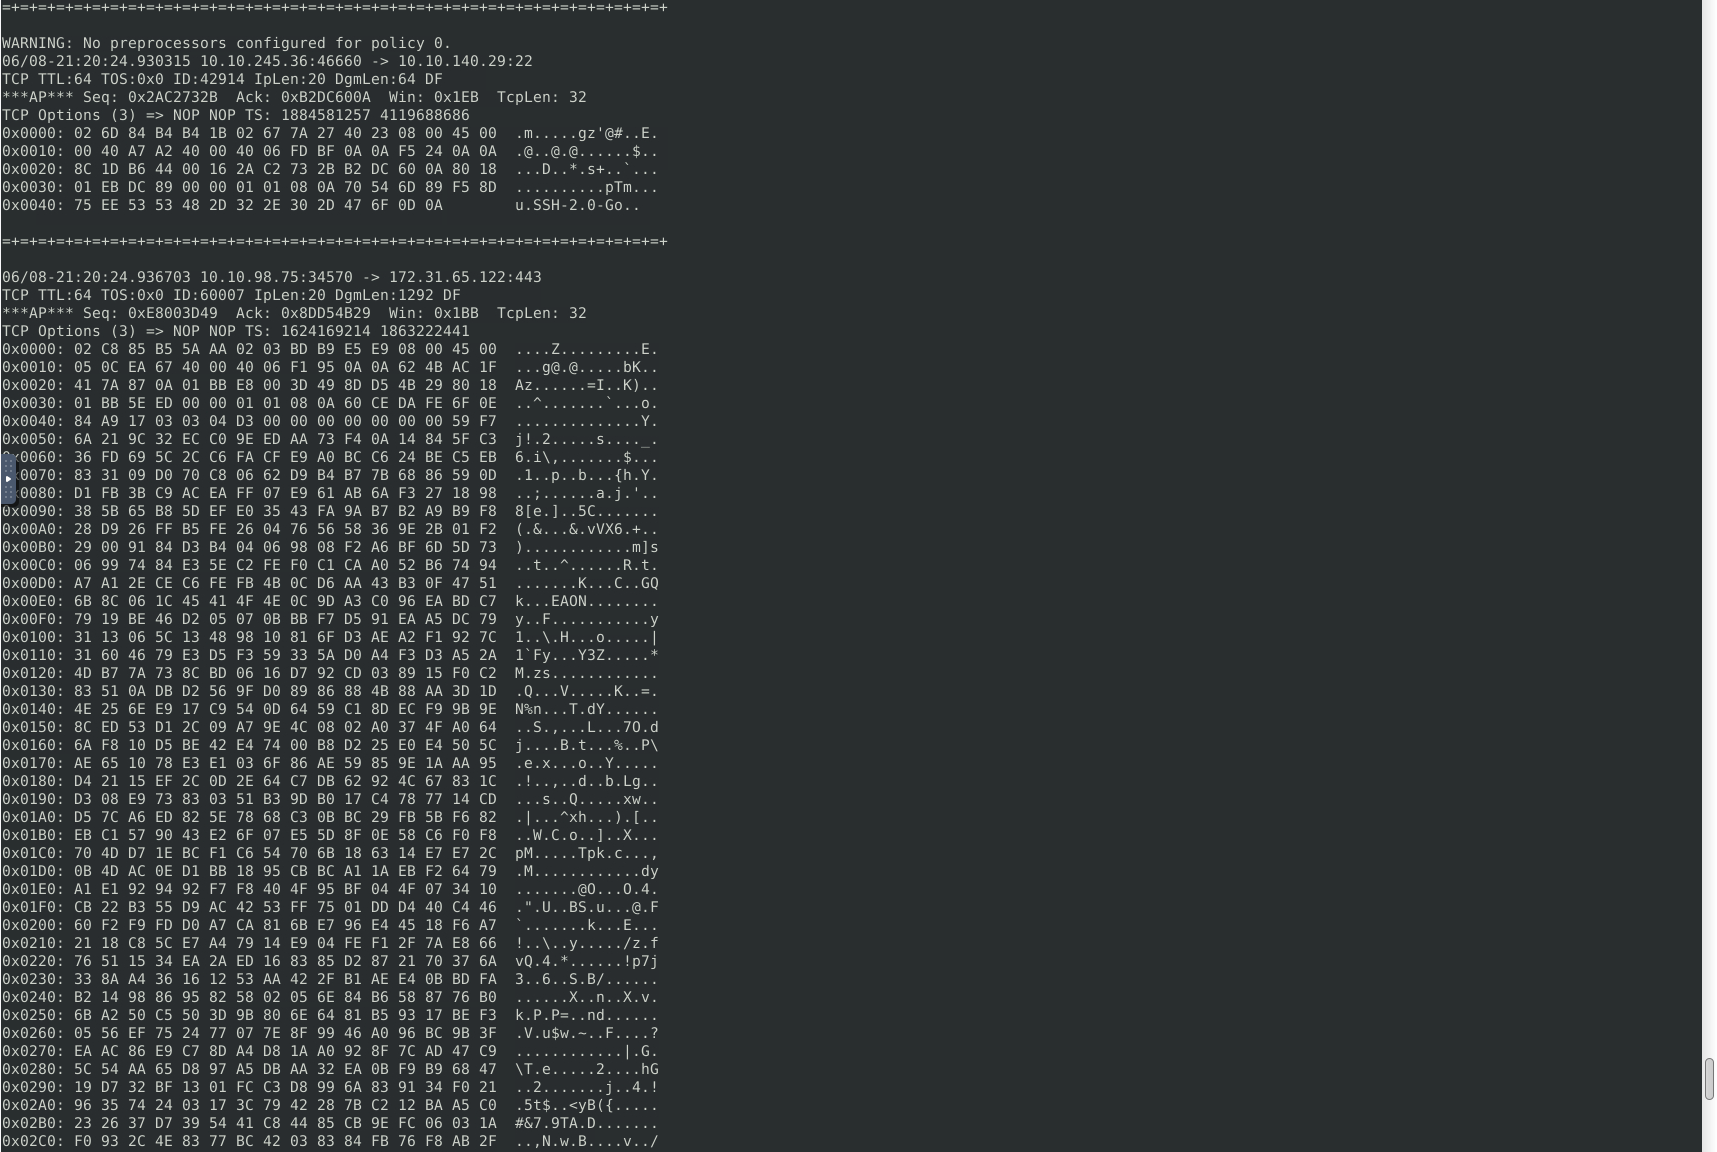 =+=+=+=+=+=+=+=+=+=+=+=+=+=+=+=+=+=+=+=+=+=+=+=+=+=+=+=+=+=+=+=+=+=+=+=+=+
WARNING: No preprocessors configured for policy 0.
06/08-21:20:24.930315 10.10.245.36:46660 -> 10.10.140.29:22
TCP TTL:64 TOS:0x0 ID:42914 IpLen:20 DgmLen:64 DF
***AP*** Seq: 0x2AC2732B  Ack: 0xB2DC600A  Win: 0x1EB  TcpLen: 32
TCP Options (3) => NOP NOP TS: 1884581257 4119688686
0x0000: 02 6D 84 B4 B4 1B 02 67 7A 27 40 23 08 00 45 00  .m.....gz'@#..E.
0x0010: 00 40 A7 A2 40 00 40 06 FD BF 0A 0A F5 24 0A 0A  .@..@.@......$..
0x0020: 8C 1D B6 44 00 16 2A C2 73 2B B2 DC 60 0A 80 18  ...D..*.s+..`...
0x0030: 01 EB DC 89 00 00 01 01 08 0A 70 54 6D 89 F5 8D  ..........pTm...
0x0040: 75 EE 53 53 48 2D 32 2E 30 2D 47 6F 0D 0A        u.SSH-2.0-Go..
=+=+=+=+=+=+=+=+=+=+=+=+=+=+=+=+=+=+=+=+=+=+=+=+=+=+=+=+=+=+=+=+=+=+=+=+=+
06/08-21:20:24.936703 10.10.98.75:34570 -> 172.31.65.122:443
TCP TTL:64 TOS:0x0 ID:60007 IpLen:20 DgmLen:1292 DF
***AP*** Seq: 0xE8003D49  Ack: 0x8DD54B29  Win: 0x1BB  TcpLen: 32
TCP Options (3) => NOP NOP TS: 1624169214 1863222441
0x0000: 02 C8 85 B5 5A AA 02 03 BD B9 E5 E9 08 00 45 00  ....Z.........E.
0x0010: 05 0C EA 67 40 00 40 06 F1 95 0A 0A 62 4B AC 1F  ...g@.@.....bK..
0x0020: 41 7A 87 0A 01 BB E8 00 3D 49 8D D5 4B 29 80 18  Az......=I..K)..
0x0030: 01 BB 5E ED 00 00 01 01 08 0A 60 CE DA FE 6F 0E  ..^.......`...o.
0x0040: 84 A9 17 03 03 04 D3 00 00 00 00 00 00 00 59 F7  ..............Y.
0x0050: 6A 21 9C 32 EC C0 9E ED AA 73 F4 0A 14 84 5F C3  j!.2.....s...._.
0x0060: 36 FD 69 5C 2C C6 FA CF E9 A0 BC C6 24 BE C5 EB  6.i\,.......$...
0x0070: 83 31 09 D0 70 C8 06 62 D9 B4 B7 7B 68 86 59 0D  .1..p..b...{h.Y.
0x0080: D1 FB 3B C9 AC EA FF 07 E9 61 AB 6A F3 27 18 98  ..;......a.j.'..
0x0090: 38 5B 65 B8 5D EF E0 35 43 FA 9A B7 B2 A9 B9 F8  8[e.]..5C.......
0x00A0: 28 D9 26 FF B5 FE 26 04 76 56 58 36 9E 2B 01 F2  (.&...&.vVX6.+..
0x00B0: 29 00 91 84 D3 B4 04 06 98 08 F2 A6 BF 6D 5D 73  )............m]s
0x00C0: 06 99 74 84 E3 5E C2 FE F0 C1 CA A0 52 B6 74 94  ..t..^......R.t.
0x00D0: A7 A1 2E CE C6 FE FB 4B 0C D6 AA 43 B3 0F 47 51  .......K...C..GQ
0x00E0: 6B 8C 06 1C 45 41 4F 4E 0C 9D A3 C0 96 EA BD C7  k...EAON........
0x00F0: 79 19 BE 46 D2 05 07 0B BB F7 D5 91 EA A5 DC 79  y..F...........y
0x0100: 31 13 06 5C 13 48 98 10 81 6F D3 AE A2 F1 92 7C  1..\.H...o.....|
0x0110: 31 60 46 79 E3 D5 F3 59 33 5A D0 A4 F3 D3 A5 2A  1`Fy...Y3Z.....*
0x0120: 4D B7 7A 73 8C BD 06 16 D7 92 CD 03 89 15 F0 C2  M.zs............
0x0130: 83 51 0A DB D2 56 9F D0 89 86 88 4B 88 AA 3D 1D  .Q...V.....K..=.
0x0140: 4E 25 6E E9 17 C9 54 0D 64 59 C1 8D EC F9 9B 9E  N%n...T.dY......
0x0150: 8C ED 53 D1 2C 09 A7 9E 4C 08 02 A0 37 4F A0 64  ..S.,...L...7O.d
0x0160: 6A F8 10 D5 BE 42 E4 74 00 B8 D2 25 E0 E4 50 5C  j....B.t...%..P\
0x0170: AE 65 10 78 E3 E1 03 6F 86 AE 59 85 9E 1A AA 95  .e.x...o..Y.....
0x0180: D4 21 15 EF 2C 0D 2E 64 C7 DB 62 92 4C 67 83 1C  .!..,..d..b.Lg..
0x0190: D3 08 E9 73 83 03 51 B3 9D B0 17 C4 78 77 14 CD  ...s..Q.....xw..
0x01A0: D5 7C A6 ED 82 5E 78 68 C3 0B BC 29 FB 5B F6 82  .|...^xh...).[..
0x01B0: EB C1 57 90 43 E2 6F 07 E5 5D 8F 0E 58 C6 F0 F8  ..W.C.o..]..X...
0x01C0: 70 4D D7 1E BC F1 C6 54 70 6B 18 63 14 E7 E7 2C  pM.....Tpk.c...,
0x01D0: 0B 4D AC 0E D1 BB 18 95 CB BC A1 1A EB F2 64 79  .M............dy
0x01E0: A1 E1 92 94 92 F7 F8 40 4F 95 BF 04 4F 07 34 10  .......@O...O.4.
0x01F0: CB 22 B3 55 D9 AC 42 53 FF 75 01 DD D4 40 C4 46  .".U..BS.u...@.F
0x0200: 60 F2 F9 FD D0 A7 CA 81 6B E7 96 E4 45 18 F6 A7  `.......k...E...
0x0210: 21 18 C8 5C E7 A4 79 14 E9 04 FE F1 2F 7A E8 66  !..\..y...../z.f
0x0220: 76 51 15 34 EA 2A ED 16 83 85 D2 87 21 70 37 6A  vQ.4.*......!p7j
0x0230: 33 8A A4 36 16 12 53 AA 42 2F B1 AE E4 0B BD FA  3..6..S.B/......
0x0240: B2 14 98 86 95 82 58 02 05 6E 84 B6 58 87 76 B0  ......X..n..X.v.
0x0250: 6B A2 50 C5 50 3D 9B 80 6E 64 81 B5 93 17 BE F3  k.P.P=..nd......
0x0260: 05 56 EF 75 24 77 07 7E 8F 99 46 A0 96 BC 9B 3F  .V.u$w.~..F....?
0x0270: EA AC 86 E9 C7 8D A4 D8 1A A0 92 8F 7C AD 47 C9  ............|.G.
0x0280: 5C 54 AA 65 D8 97 A5 DB AA 32 EA 0B F9 B9 68 47  \T.e.....2....hG
0x0290: 19 D7 32 BF 13 01 FC C3 D8 99 6A 83 91 34 F0 21  ..2.......j..4.!
0x02A0: 96 35 74 24 03 17 3C 79 42 28 7B C2 12 BA A5 C0  .5t$..<yB({.....
0x02B0: 23 26 37 D7 39 54 41 C8 44 85 CB 9E FC 06 03 1A  #&7.9TA.D.......
0x02C0: F0 93 2C 4E 83 77 BC 42 03 83 84 FB 76 F8 AB 2F  ..,N.w.B....v../